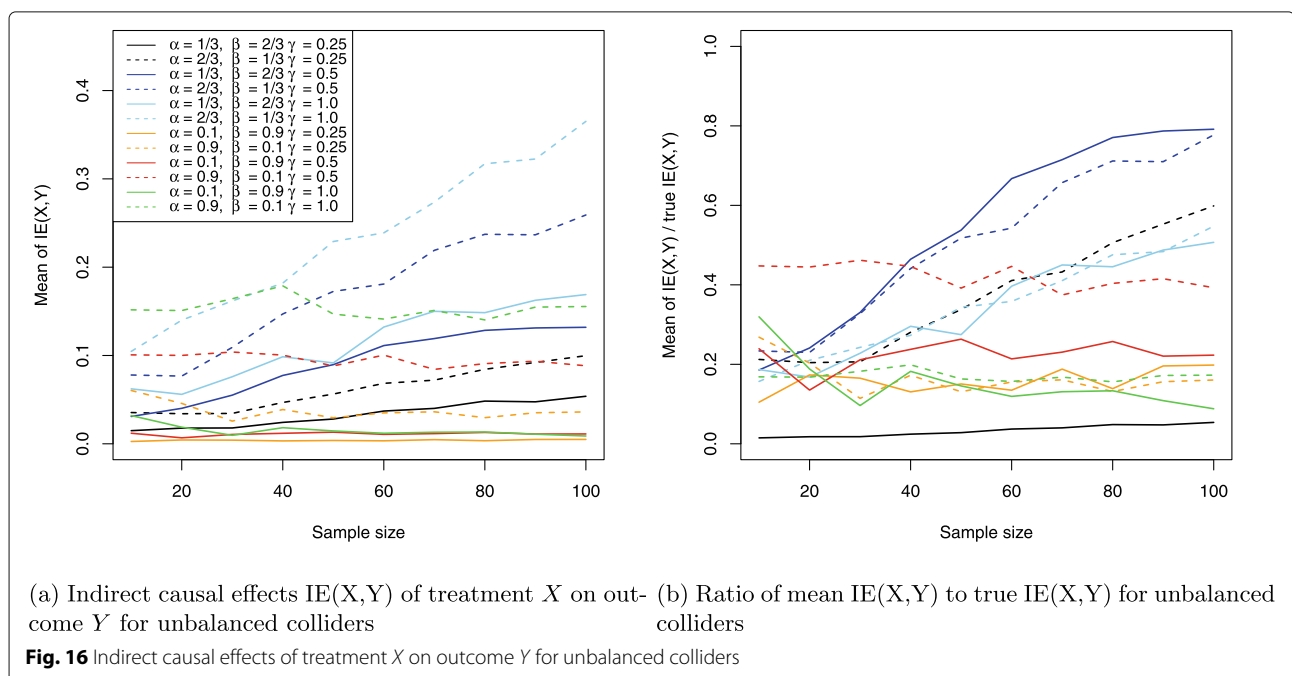 α = 1/3, β = 2/3 γ = 0.25
α = 2/3, β = 1/3 γ = 0.25
α = 1/3, β = 2/3 γ = 0.5
α = 2/3, β = 1/3 γ = 0.5
α = 1/3, β = 2/3 γ = 1.0
α = 2/3, β = 1/3 γ = 1.0
α = 0.1, β = 0.9 γ = 0.25
α = 0.9, β = 0.1 γ = 0.25
α = 0.1, β = 0.9 γ = 0.5
α = 0.9, β = 0.1 γ = 0.5
α = 0.1, β = 0.9 γ = 1.0
α = 0.9, β = 0.1 γ = 1.0
Mean of IE(X,Y)
0.4
0.3
0.2
0.1
0.0
20 40 60 80 100
Sample size
Mean of IE(X,Y) / true IE(X,Y)
1.0
0.8
0.6
0.4
0.2
0.0
20 40 60 80 100
Sample size
(a) Indirect causal effects IE(X,Y) of treatment X on out-
come Y for unbalanced colliders
(b) Ratio of mean IE(X,Y) to true IE(X,Y) for unbalanced
colliders
Fig. 16 Indirect causal effects of treatment X on outcome Y for unbalanced colliders